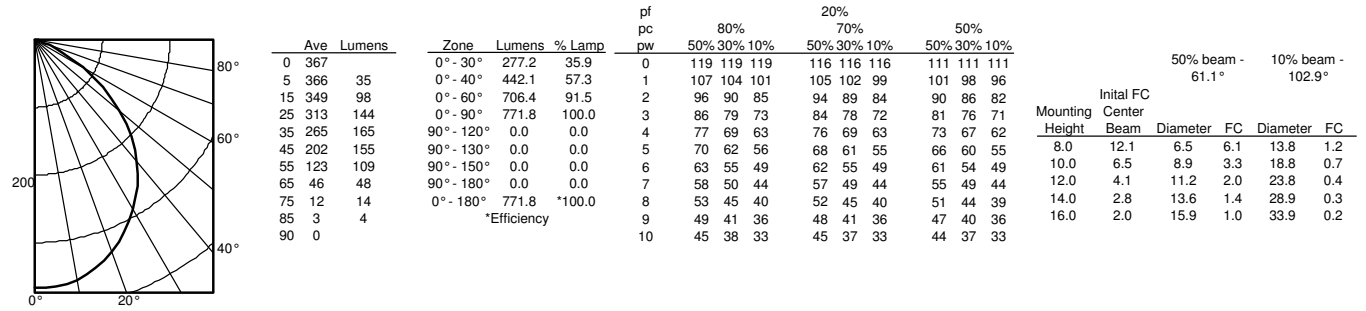 80°
60°
40°
20°
0°
200
Ave Lumens
0 367
5 366 35
15 349 98
25 313 144
35 265 165
45 202 155
55 123 109
65 46 48
75 12 14
85 3 4
90 0
Zone Lumens % Lamp
0° - 30° 277.2 35.9
0° - 40° 442.1 57.3
0° - 60° 706.4 91.5
0° - 90° 771.8 100.0
90° - 120° 0.0 0.0
90° - 130° 0.0 0.0
90° - 150° 0.0 0.0
90° - 180° 0.0 0.0
0° - 180° 771.8 *100.0
*Efficiency
pf 20%
pc 80% 70% 50%
pw 50% 30% 10% 50% 30% 10% 50% 30% 10%
0 119 119 119 116 116 116 111 111 111
1 107 104 101 105 102 99 101 98 96
2 96 90 85 94 89 84 90 86 82
3 86 79 73 84 78 72 81 76 71
4 77 69 63 76 69 63 73 67 62
5 70 62 56 68 61 55 66 60 55
6 63 55 49 62 55 49 61 54 49
7 58 50 44 57 49 44 55 49 44
8 53 45 40 52 45 40 51 44 39
9 49 41 36 48 41 36 47 40 36
10 45 38 33 45 37 33 44 37 33
50% beam - 10% beam -
61.1° 102.9°
Inital FC
Mounting Center
Height Beam Diameter FC Diameter FC
8.0 12.1 6.5 6.1 13.8 1.2
10.0 6.5 8.9 3.3 18.8 0.7
12.0 4.1 11.2 2.0 23.8 0.4
14.0 2.8 13.6 1.4 28.9 0.3
16.0 2.0 15.9 1.0 33.9 0.2